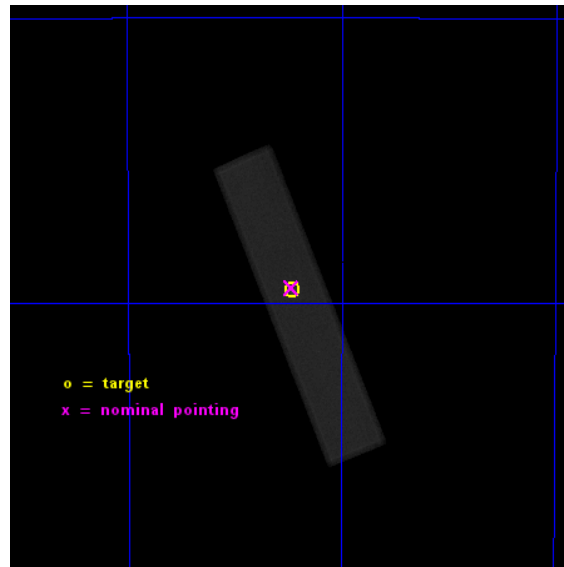 o = target
x = nominal pointing